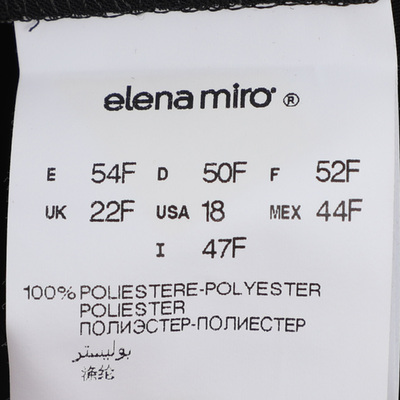 elena mirò ®
E 54F D 50F F 52F
UK 22F USA 18 MEX 44F
I 47F
100% POLIESTERE-POLYESTER
POLIESTER
ПОЛИЭСТЕР-ПОЛИЕСТЕР
بوليستر
涤纶